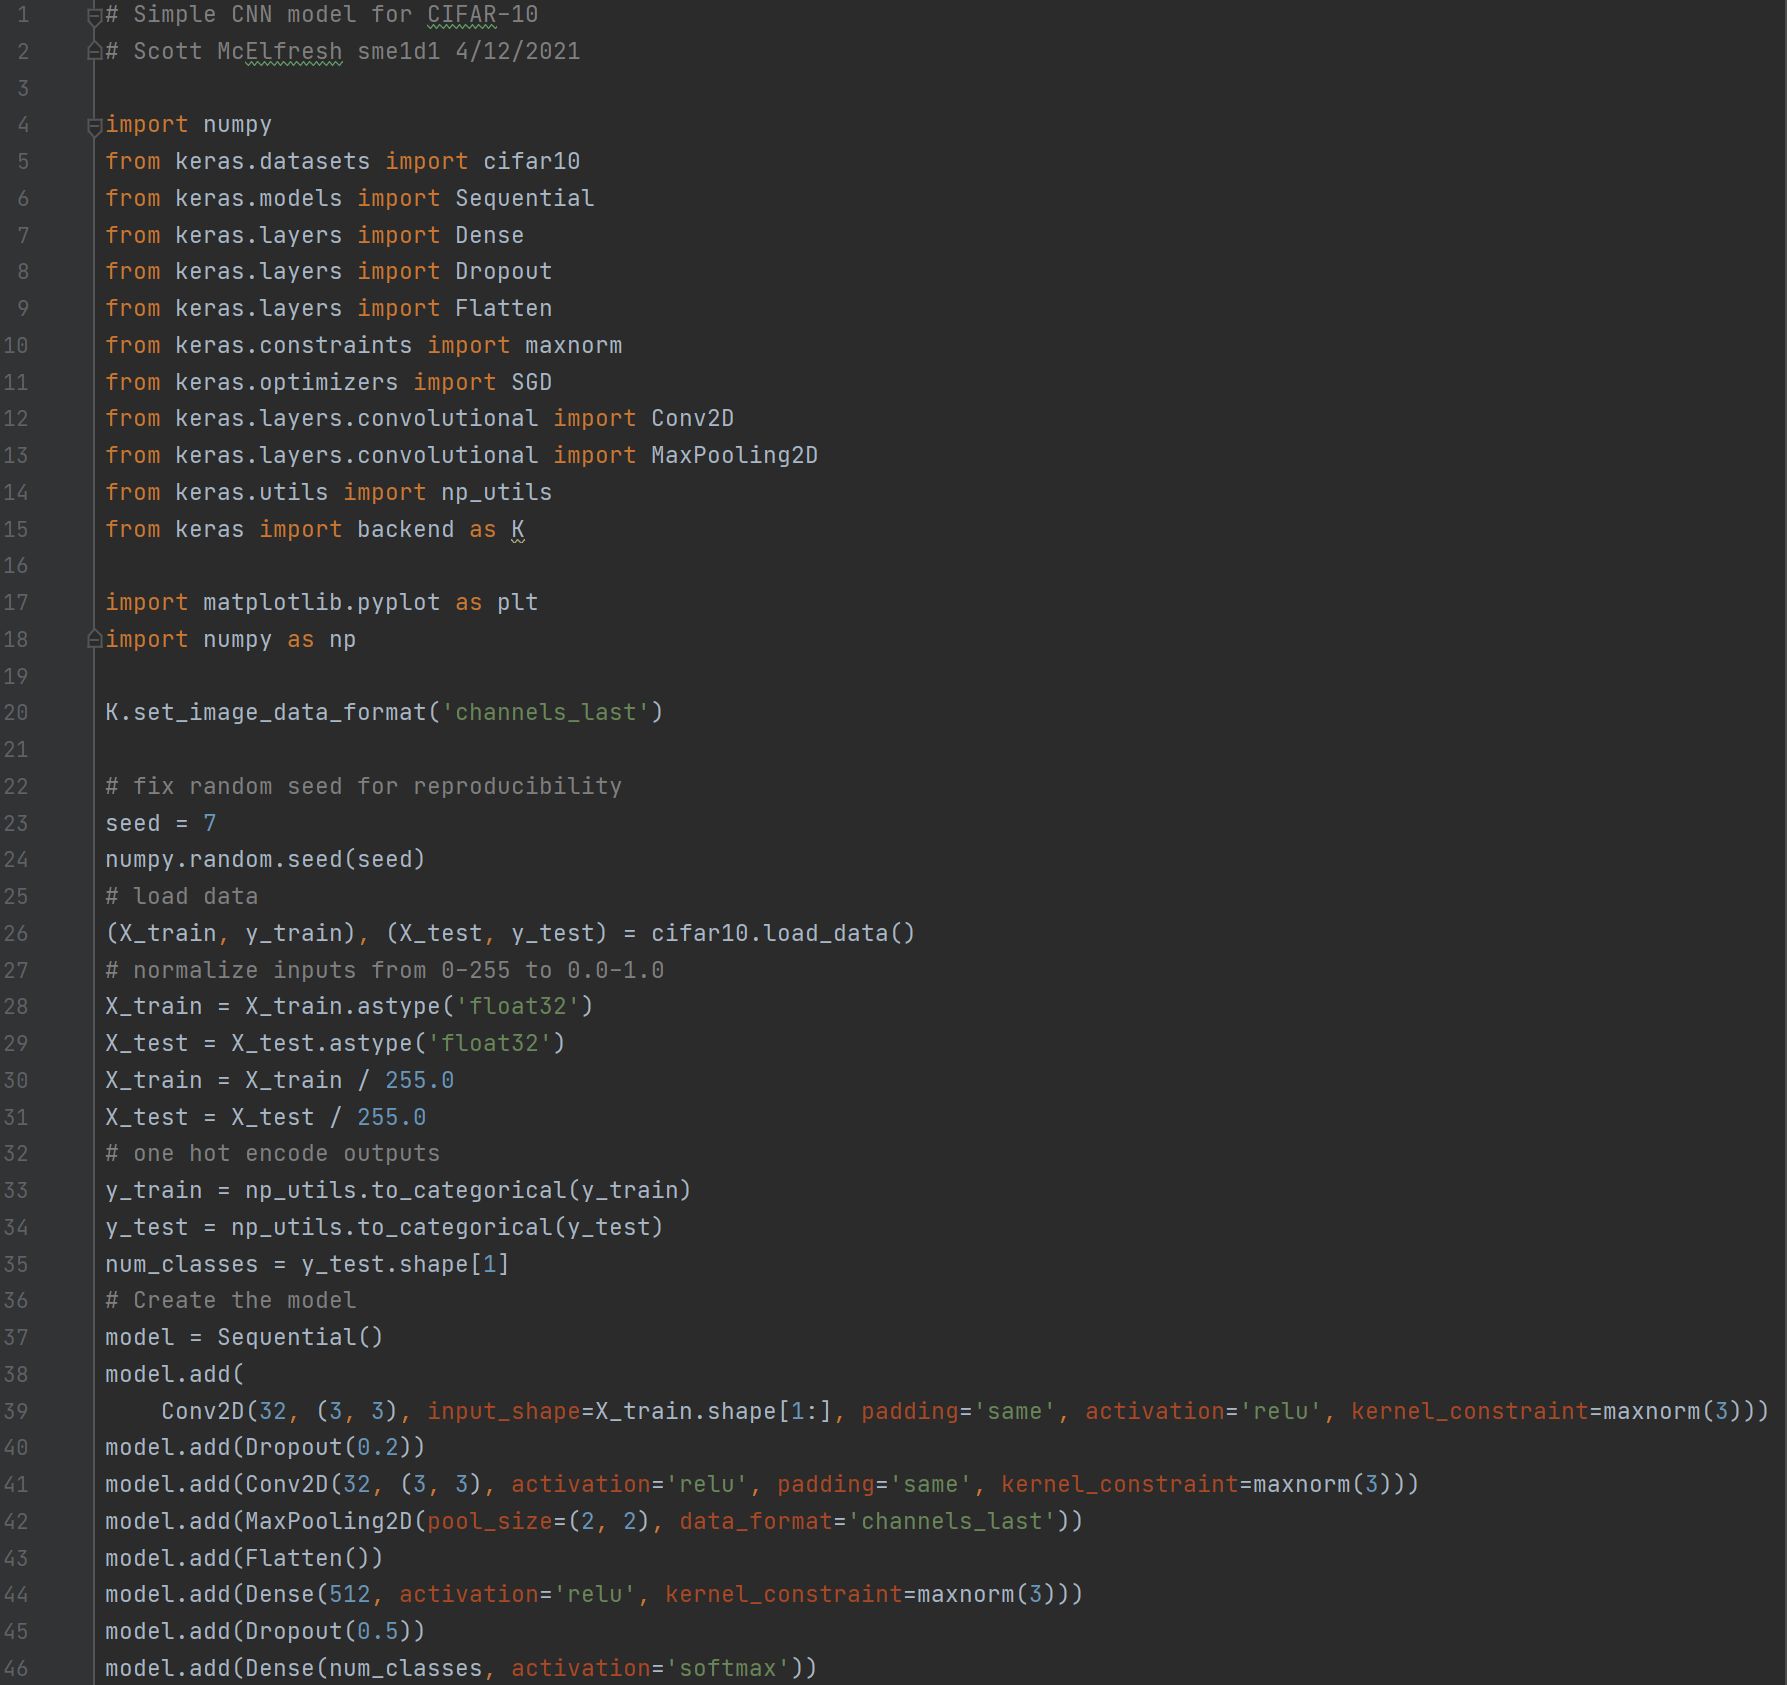 1 # Simple CNN model for CIFAR-10
2 # Scott McElfresh sme1d1 4/12/2021
3
4 import numpy
5 from keras.datasets import cifar10
6 from keras.models import Sequential
7 from keras.layers import Dense
8 from keras.layers import Dropout
9 from keras.layers import Flatten
10 from keras.constraints import maxnorm
11 from keras.optimizers import SGD
12 from keras.layers.convolutional import Conv2D
13 from keras.layers.convolutional import MaxPooling2D
14 from keras.utils import np_utils
15 from keras import backend as K
16
17 import matplotlib.pyplot as plt
18 import numpy as np
19
20 K.set_image_data_format('channels_last')
21
22 # fix random seed for reproducibility
23 seed = 7
24 numpy.random.seed(seed)
25 # load data
26 (X_train, y_train), (X_test, y_test) = cifar10.load_data()
27 # normalize inputs from 0-255 to 0.0-1.0
28 X_train = X_train.astype('float32')
29 X_test = X_test.astype('float32')
30 X_train = X_train / 255.0
31 X_test = X_test / 255.0
32 # one hot encode outputs
33 y_train = np_utils.to_categorical(y_train)
34 y_test = np_utils.to_categorical(y_test)
35 num_classes = y_test.shape[1]
36 # Create the model
37 model = Sequential()
38 model.add(
39     Conv2D(32, (3, 3), input_shape=X_train.shape[1:], padding='same', activation='relu', kernel_constraint=maxnorm(3)))
40 model.add(Dropout(0.2))
41 model.add(Conv2D(32, (3, 3), activation='relu', padding='same', kernel_constraint=maxnorm(3)))
42 model.add(MaxPooling2D(pool_size=(2, 2), data_format='channels_last'))
43 model.add(Flatten())
44 model.add(Dense(512, activation='relu', kernel_constraint=maxnorm(3)))
45 model.add(Dropout(0.5))
46 model.add(Dense(num_classes, activation='softmax'))